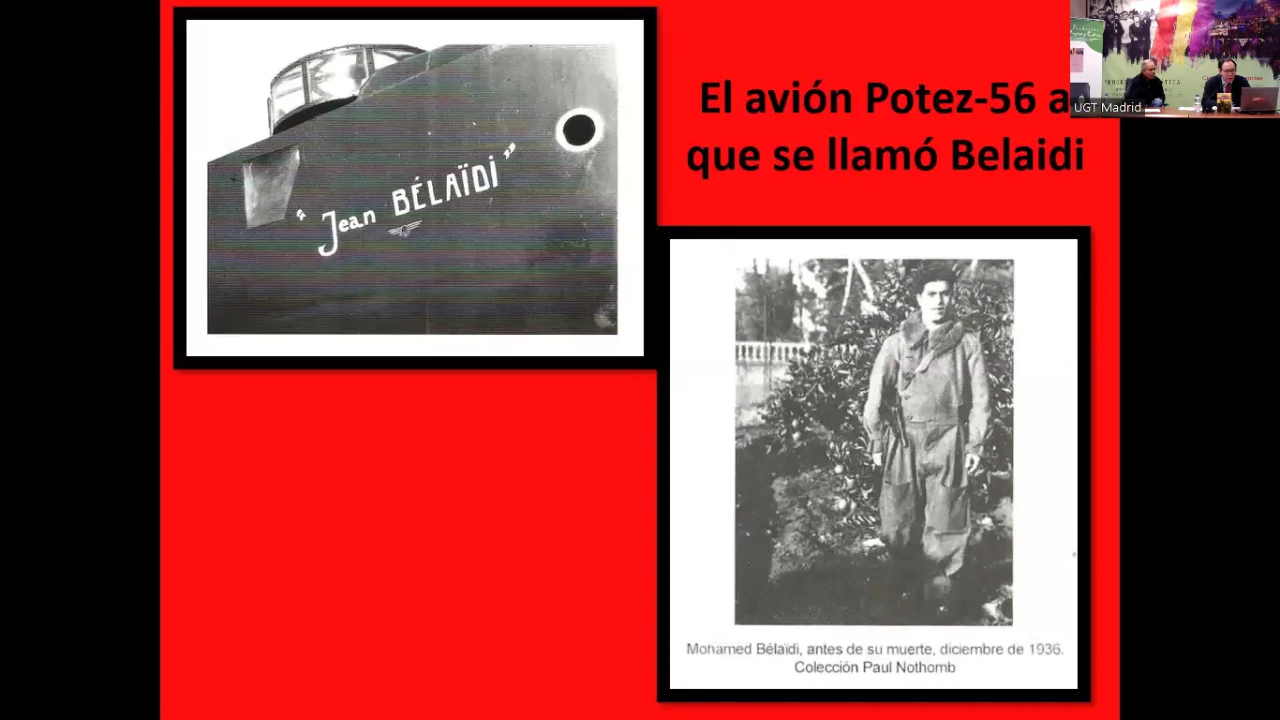 El avión Potez-56 a
que se llamó Belaidi
"Jean BÉLAÏDI"
Mohamed Bélaïdi, antes de su muerte, diciembre de 1936.
Colección Paul Nothomb
UGT Madrid